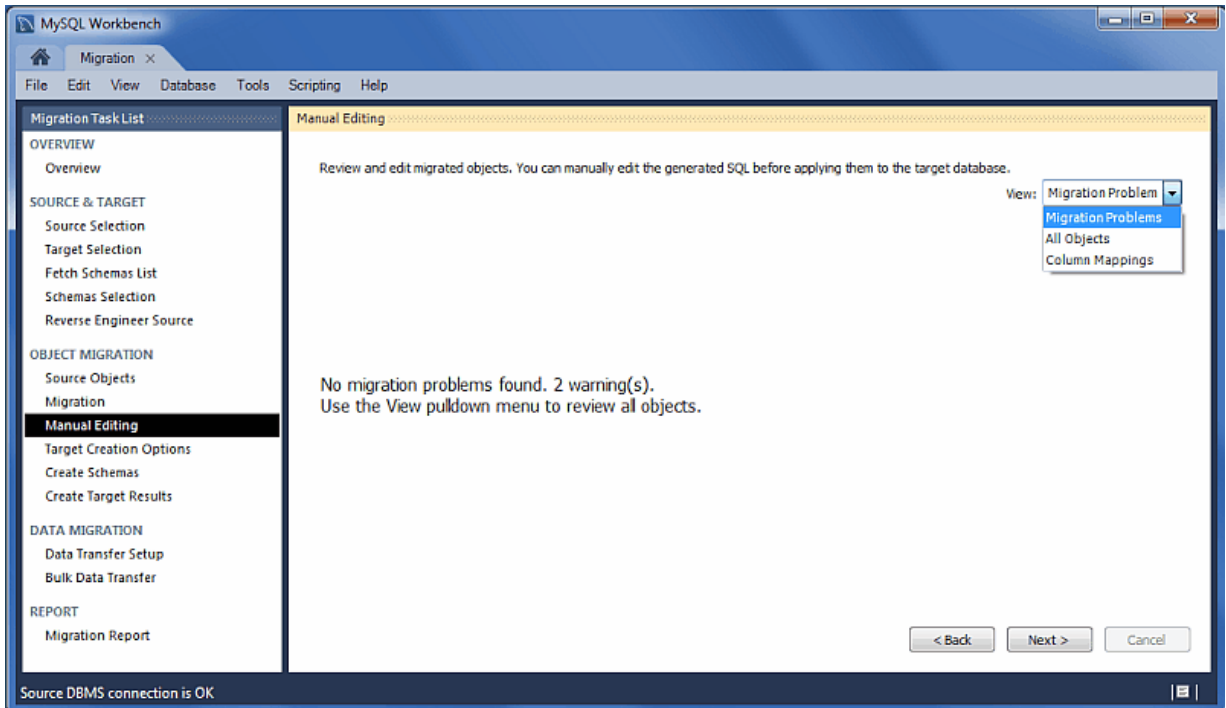 MySQL Workbench
Migration ×
File Edit View Database Tools Scripting Help
Migration Task List
OVERVIEW
Overview
SOURCE & TARGET
Source Selection
Target Selection
Fetch Schemas List
Schemas Selection
Reverse Engineer Source
OBJECT MIGRATION
Source Objects
Migration
Manual Editing
Target Creation Options
Create Schemas
Create Target Results
DATA MIGRATION
Data Transfer Setup
Bulk Data Transfer
REPORT
Migration Report
Manual Editing
Review and edit migrated objects. You can manually edit the generated SQL before applying them to the target database.
View: Migration Problem
Migration Problems
All Objects
Column Mappings
No migration problems found. 2 warning(s).
Use the View pulldown menu to review all objects.
< Back Next > Cancel
Source DBMS connection is OK